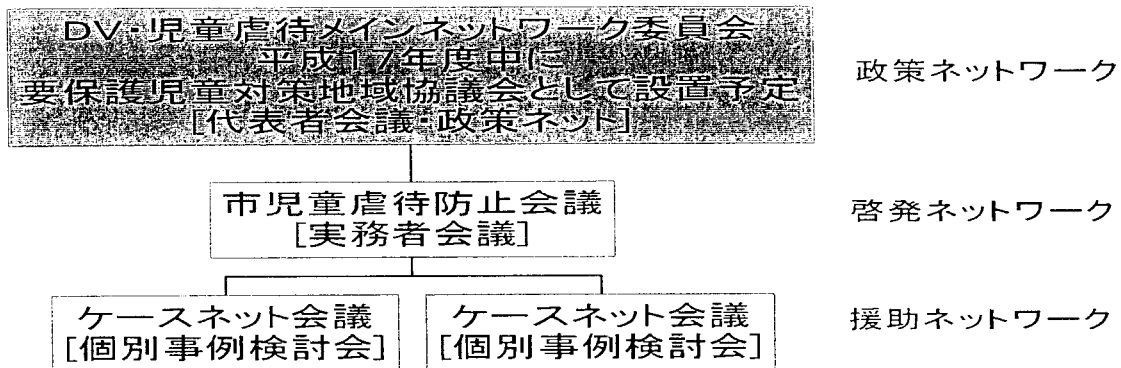 DV・児童虐待メインネットワーク委員会
平成17年度中に
要保護児童対策地域協議会として設置予定
[代表者会議・政策ネット]
政策ネットワーク
市児童虐待防止会議
[実務者会議]
啓発ネットワーク
ケースネット会議
[個別事例検討会]
ケースネット会議
[個別事例検討会]
援助ネットワーク